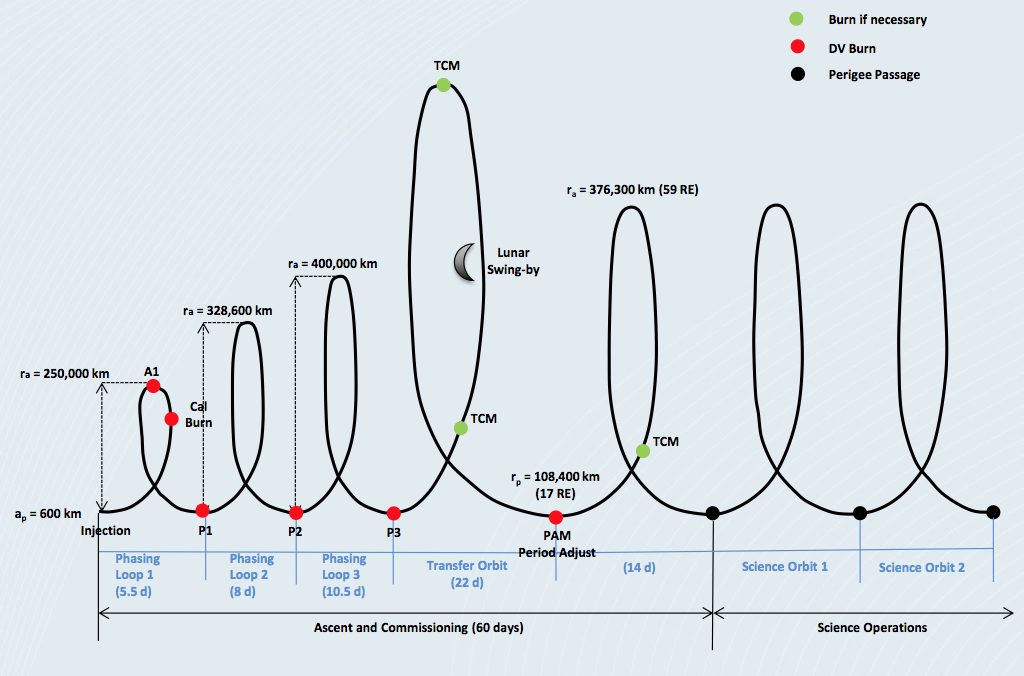 Burn if necessary
DV Burn
Perigee Passage
TCM
rₐ = 376,300 km (59 RE)
Lunar
Swing-by
ra = 400,000 km
ra = 328,600 km
ra = 250,000 km
A1
Cal
Burn
TCM
TCM
rₚ = 108,400 km
(17 RE)
aₚ = 600 km
Injection
P1
P2
P3
PAM
Period Adjust
Phasing
Loop 1
(5.5 d)
Phasing
Loop 2
(8 d)
Phasing
Loop 3
(10.5 d)
Transfer Orbit
(22 d)
(14 d)
Science Orbit 1
Science Orbit 2
Ascent and Commissioning (60 days)
Science Operations